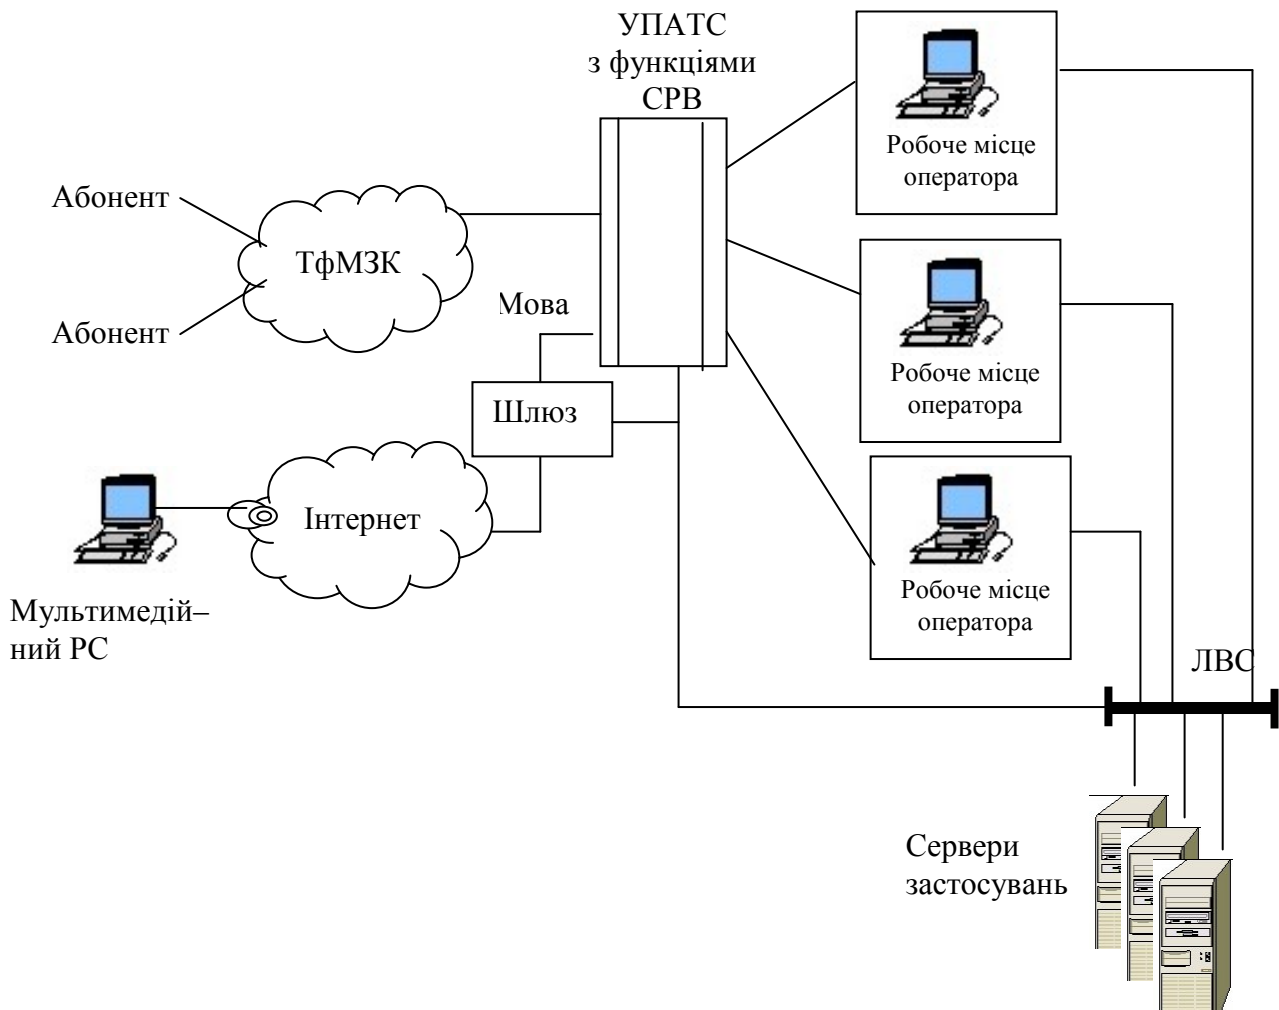 УПАТС
з функціями
СРВ
Робоче місце
оператора
Абонент
ТфМЗК
Абонент
Мова
Робоче місце
оператора
Шлюз
Інтернет
Мультимедій–
ний РС
Робоче місце
оператора
ЛВС
Сервери
застосувань